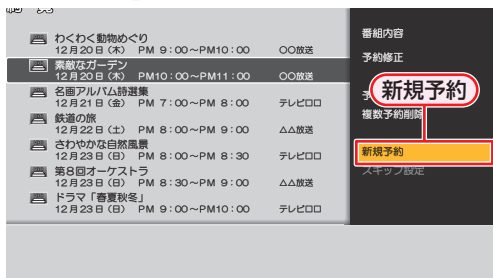 わくわく動物めぐり
12月20日(木) PM 9:00〜PM10:00 〇〇放送
素敵なガーデン
12月20日(木) PM10:00〜PM11:00 〇〇放送
名画アルバム詩選集
12月21日(金) PM 7:00〜PM 8:00 テレビ□□
鉄道の旅
12月22日(土) PM 8:00〜PM 9:00 △△放送
さわやかな自然風景
12月23日(日) PM 8:00〜PM 8:30 テレビ□□
第8回オーケストラ
12月23日(日) PM 8:30〜PM 9:00 △△放送
ドラマ「春夏秋冬」
12月23日(日) PM 9:00〜PM10:00 テレビ□□
番組内容
予約修正
新規予約
複数予約削除
新規予約
スキップ設定